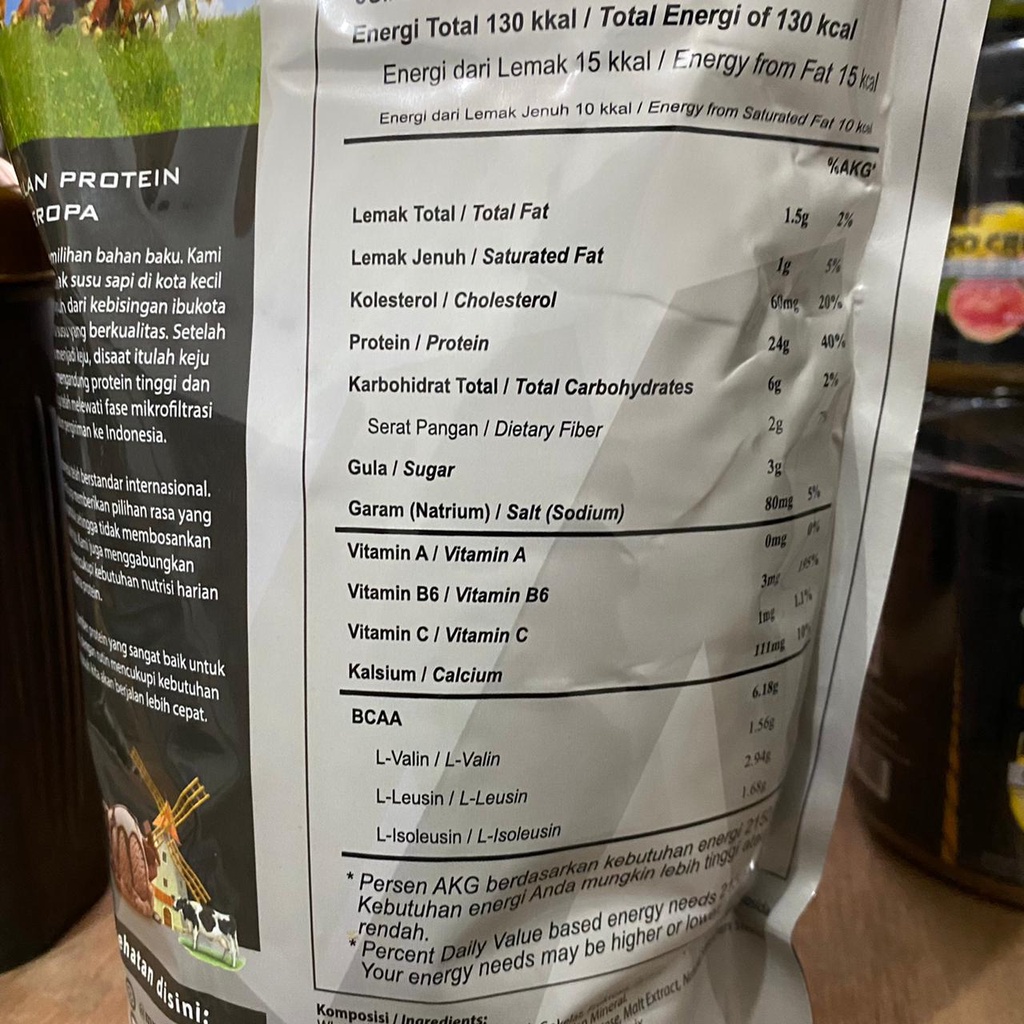 Energi Total 130 kkal / Total Energi of 130 kcal
Energi dari Lemak 15 kkal / Energy from Fat 15 kcal
Energi dari Lemak Jenuh 10 kkal / Energy from Saturated Fat 10 kcal
%AKG*
Lemak Total / Total Fat 1.5g 2%
Lemak Jenuh / Saturated Fat 1g 5%
Kolesterol / Cholesterol 60mg 20%
Protein / Protein 24g 40%
Karbohidrat Total / Total Carbohydrates 6g 2%
Serat Pangan / Dietary Fiber 2g
Gula / Sugar 3g
Garam (Natrium) / Salt (Sodium) 80mg 5%
Vitamin A / Vitamin A 0mg 0%
Vitamin B6 / Vitamin B6 3mg
Vitamin C / Vitamin C 1mg 1.1%
Kalsium / Calcium 111mg 10%
BCAA 6.18g
L-Valin / L-Valin 1.56g
L-Leusin / L-Leusin 2.94g
L-Isoleusin / L-Isoleusin 1.68g
* Persen AKG berdasarkan kebutuhan energi
Kebutuhan energi Anda mungkin lebih tinggi
rendah.
* Percent Daily Value based energy needs
Your energy needs may be higher or
Komposisi / Ingredients:
Mineral
Malt Extract,
PROTEIN
bahan baku. Kami
susu sapi di kota kecil
dari kebisingan ibukota
yang berkualitas. Setelah
disaat itulah keju
protein tinggi dan
melewati fase mikrofiltrasi
ke Indonesia.
berstandar internasional.
pilihan rasa yang
tidak membosankan
juga menggabungkan
kebutuhan nutrisi harian
yang sangat baik untuk
mencukupi kebutuhan
akan berjalan lebih cepat.
disini: